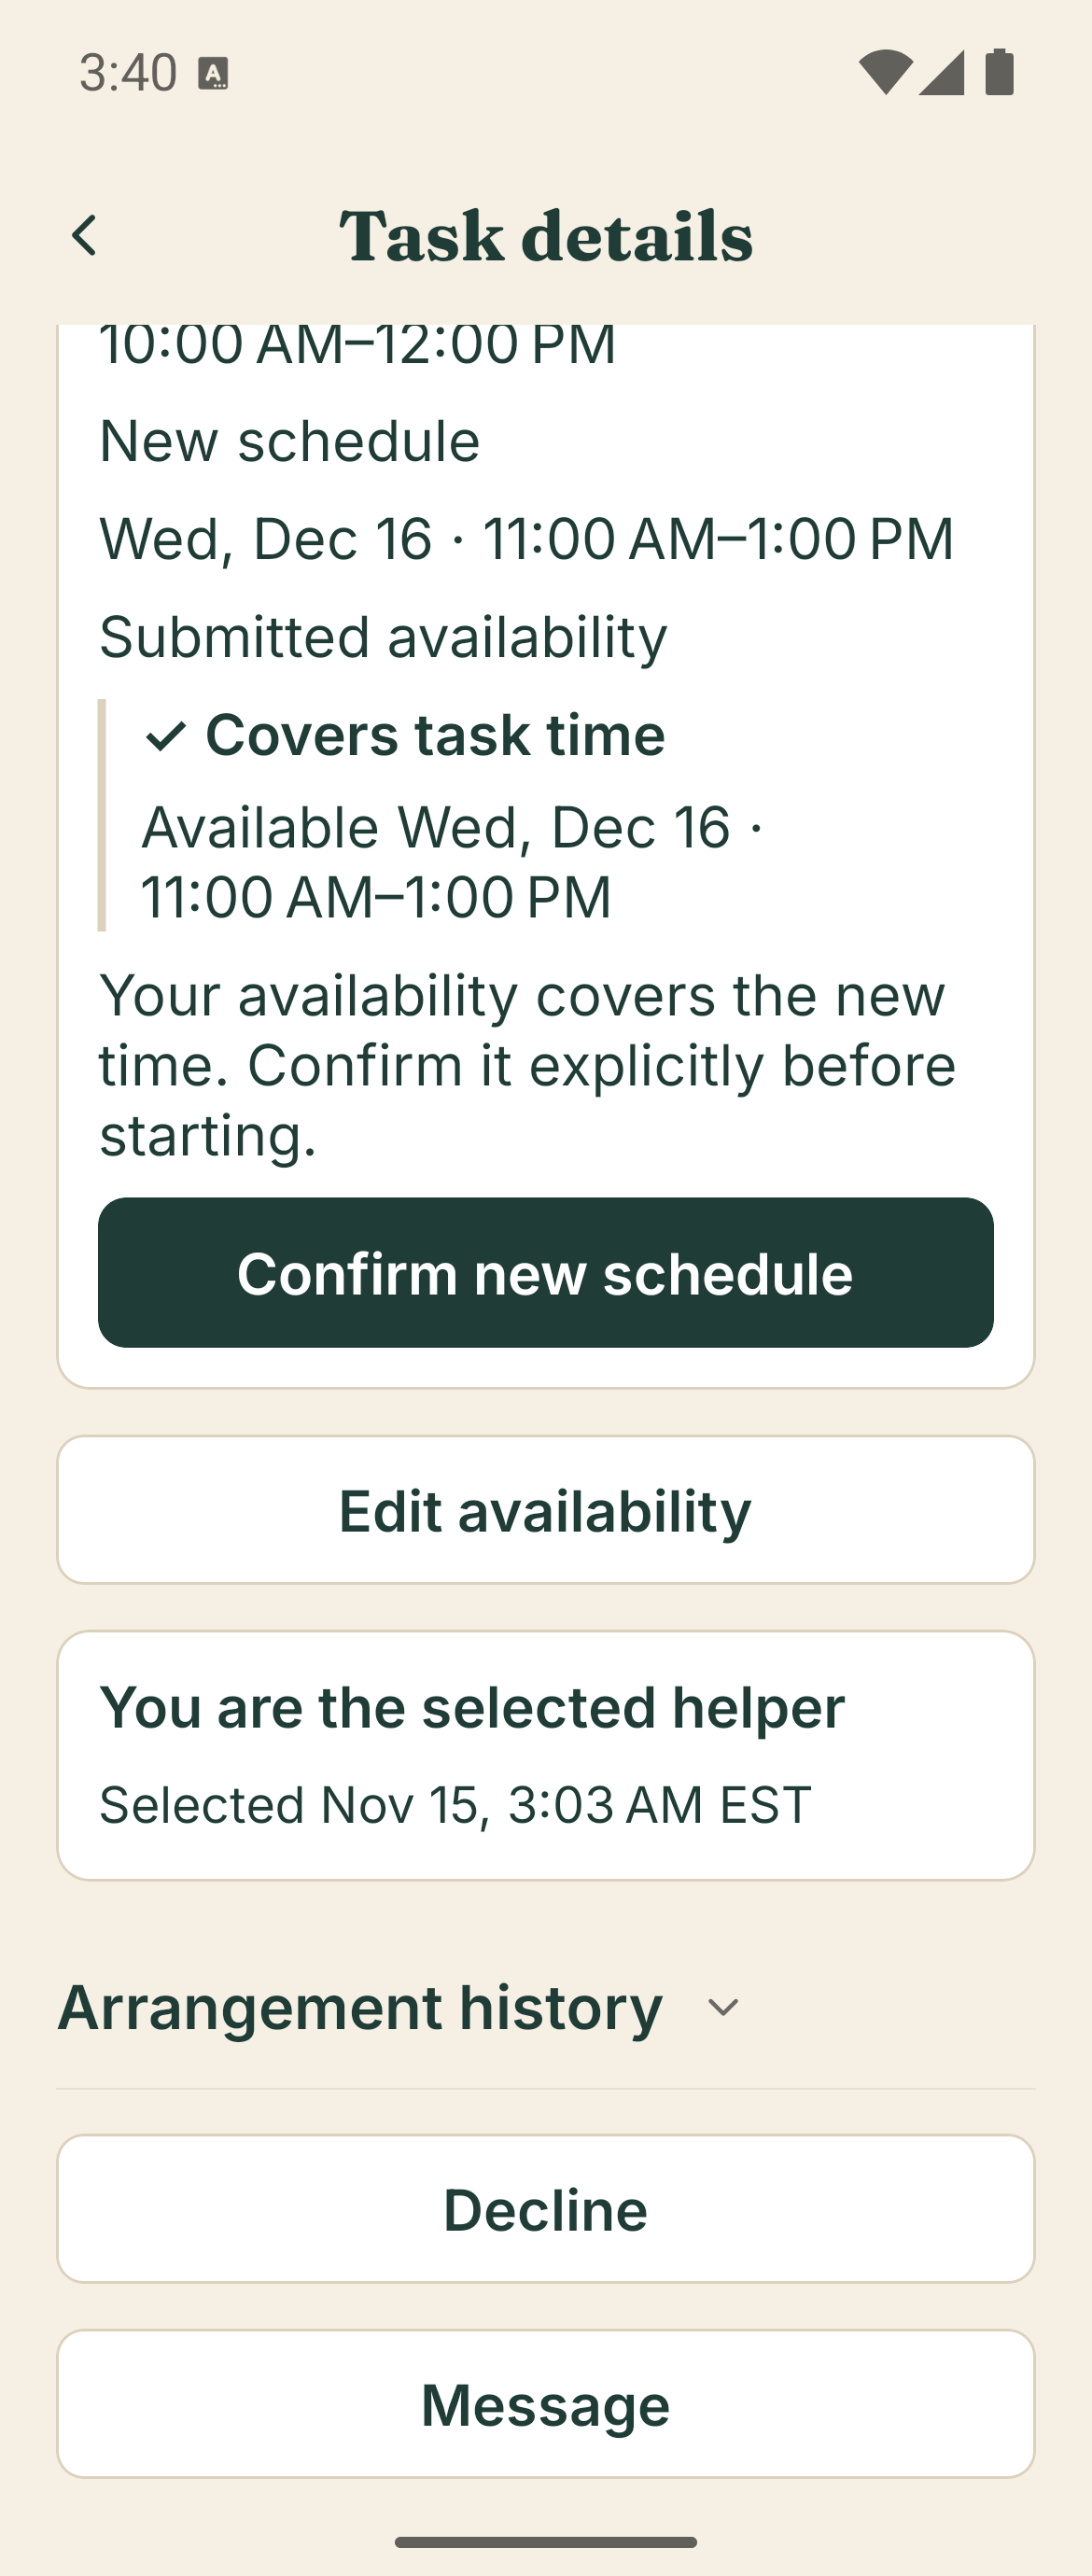 3:40
Task details
10:00 AM–12:00 PM
New schedule
Wed, Dec 16 · 11:00 AM–1:00 PM
Submitted availability
✓ Covers task time
Available Wed, Dec 16 ·
11:00 AM–1:00 PM
Your availability covers the new
time. Confirm it explicitly before
starting.
Confirm new schedule
Edit availability
You are the selected helper
Selected Nov 15, 3:03 AM EST
Arrangement history
Decline
Message